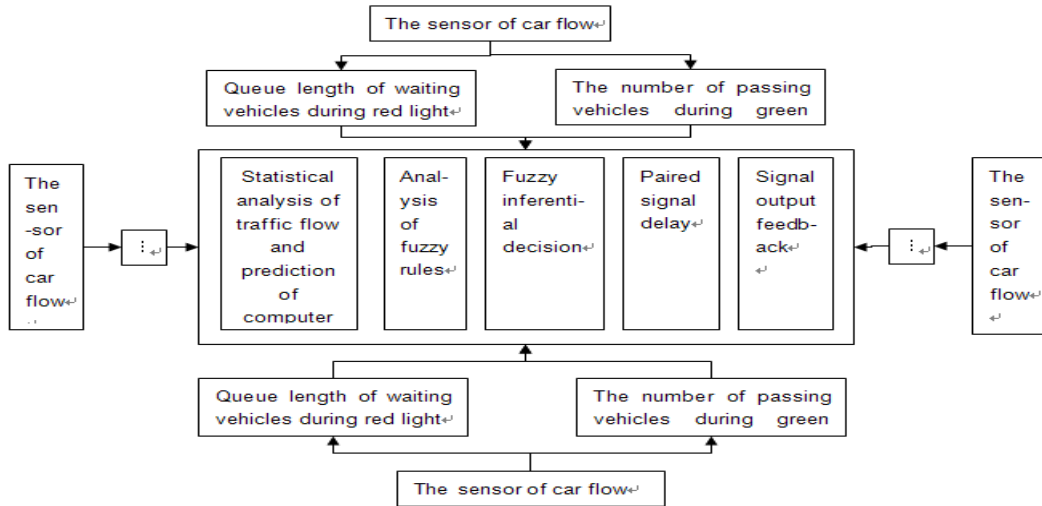 The sensor of car flow↵
Queue length of waiting
vehicles during red light↵
The number of passing
vehicles during green
The
sen
-sor
of
car
flow↵
⋮↵
Statistical
analysis of
traffic flow
and
prediction
of
computer
Anal-
ysis
of
fuzzy
rules↵
Fuzzy
inferenti-
al
decision↵
Paired
signal
delay↵
Signal
output
feedb-
ack↵
↵
⋮↵
The
sen-
sor
of
car
flow↵
↵
Queue length of waiting
vehicles during red light↵
The number of passing
vehicles during green
The sensor of car flow↵